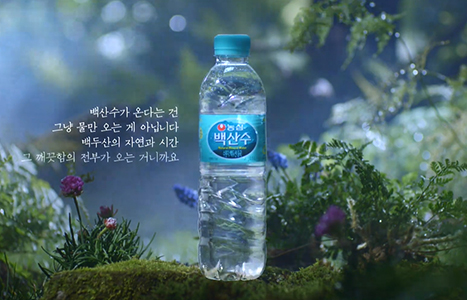 백산수가 온다는 건
그냥 물만 오는 게 아닙니다
백두산의 자연과 시간
그 깨끗함의 전부가 오는 거니까요
농심
백산수